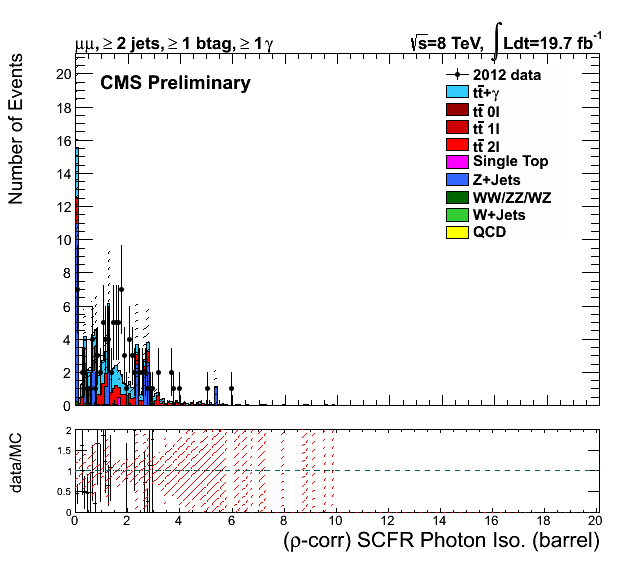 μμ, ≥ 2 jets, ≥ 1 btag, ≥ 1 γ
√s=8 TeV, ∫ Ldt=19.7 fb⁻¹
CMS Preliminary
Number of Events
20
18
16
14
12
10
8
6
4
2
0
2012 data
tt̅+γ
tt̅ 0l
tt̅ 1l
tt̅ 2l
Single Top
Z+Jets
WW/ZZ/WZ
W+Jets
QCD
data/MC
2
1.5
1
0.5
0
0 2 4 6 8 10 12 14 16 18 20
(ρ-corr) SCFR Photon Iso. (barrel)